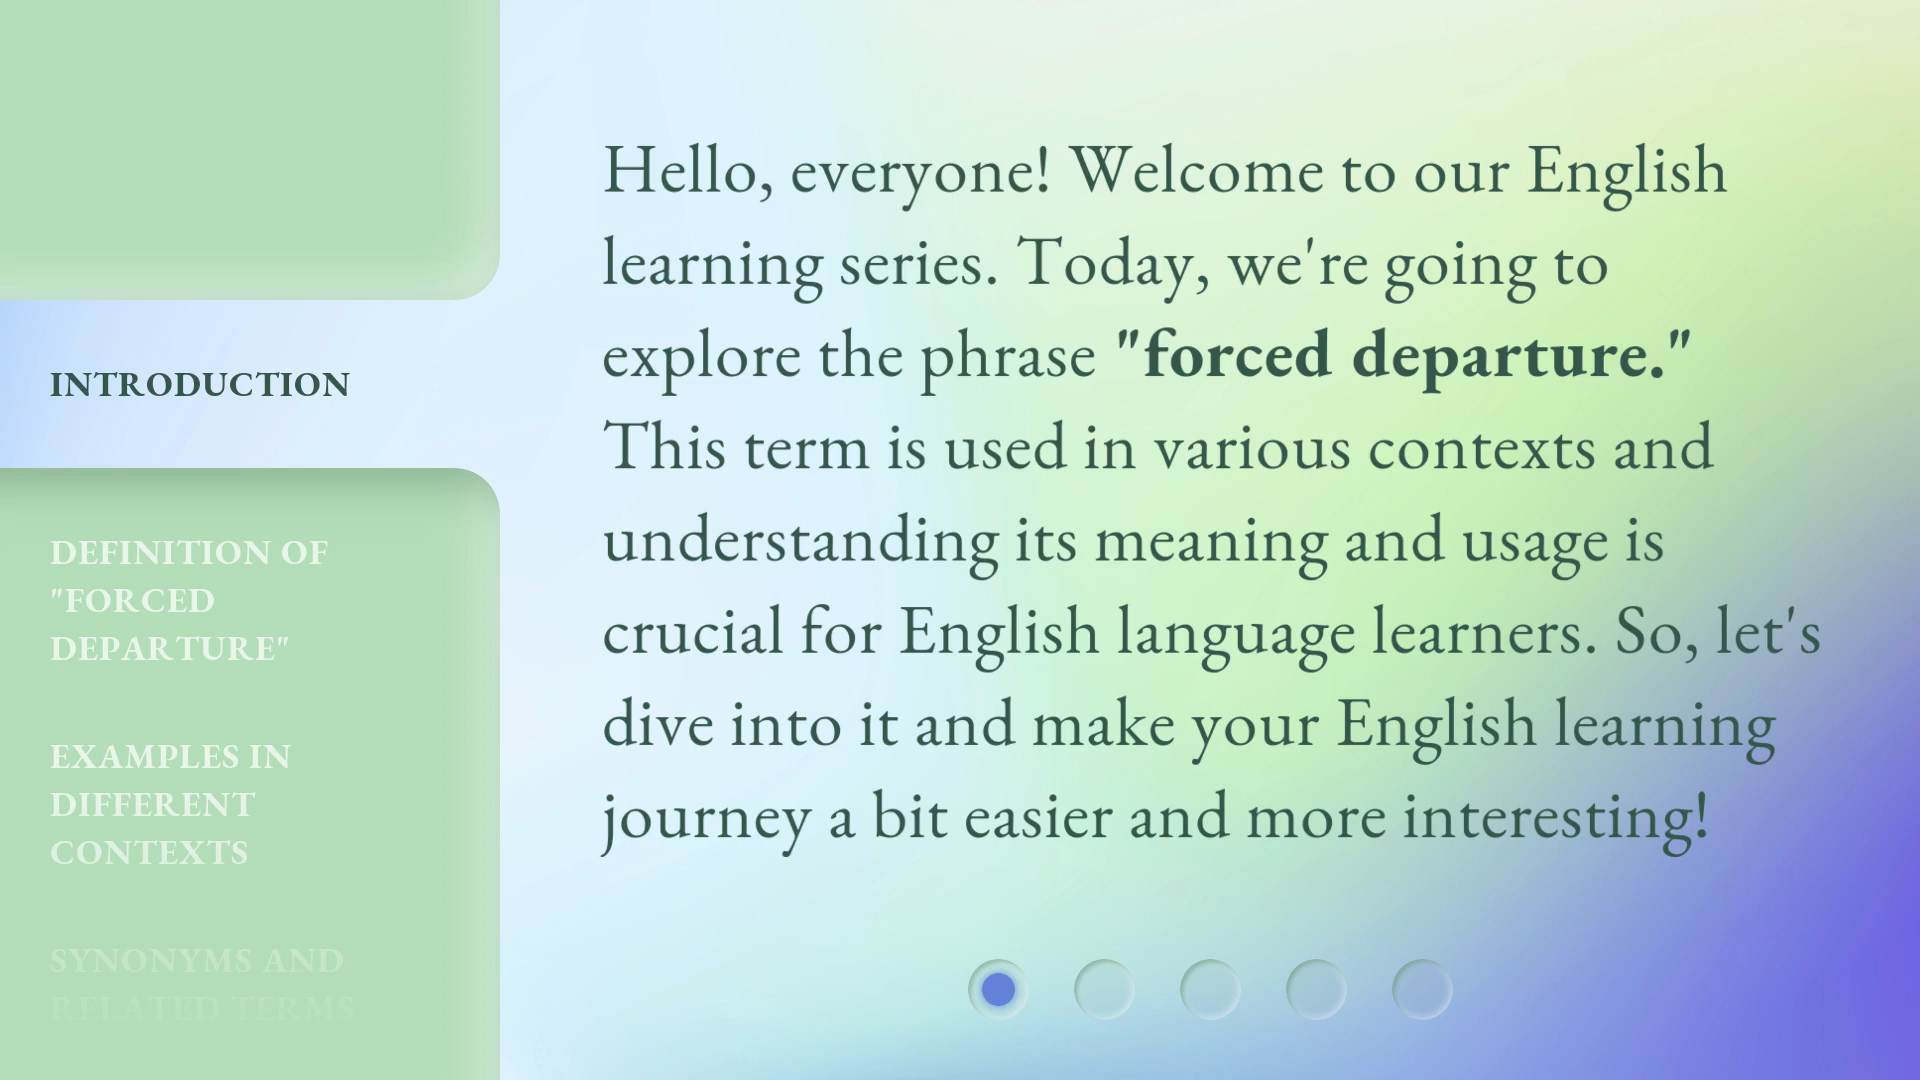 INTRODUCTION
DEFINITION OF
"FORCED
DEPARTURE"
EXAMPLES IN
DIFFERENT
CONTEXTS
SYNONYMS AND
RELATED TERMS
Hello, everyone! Welcome to our English
learning series. Today, we're going to
explore the phrase "forced departure."
This term is used in various contexts and
understanding its meaning and usage is
crucial for English language learners. So, let's
dive into it and make your English learning
journey a bit easier and more interesting!